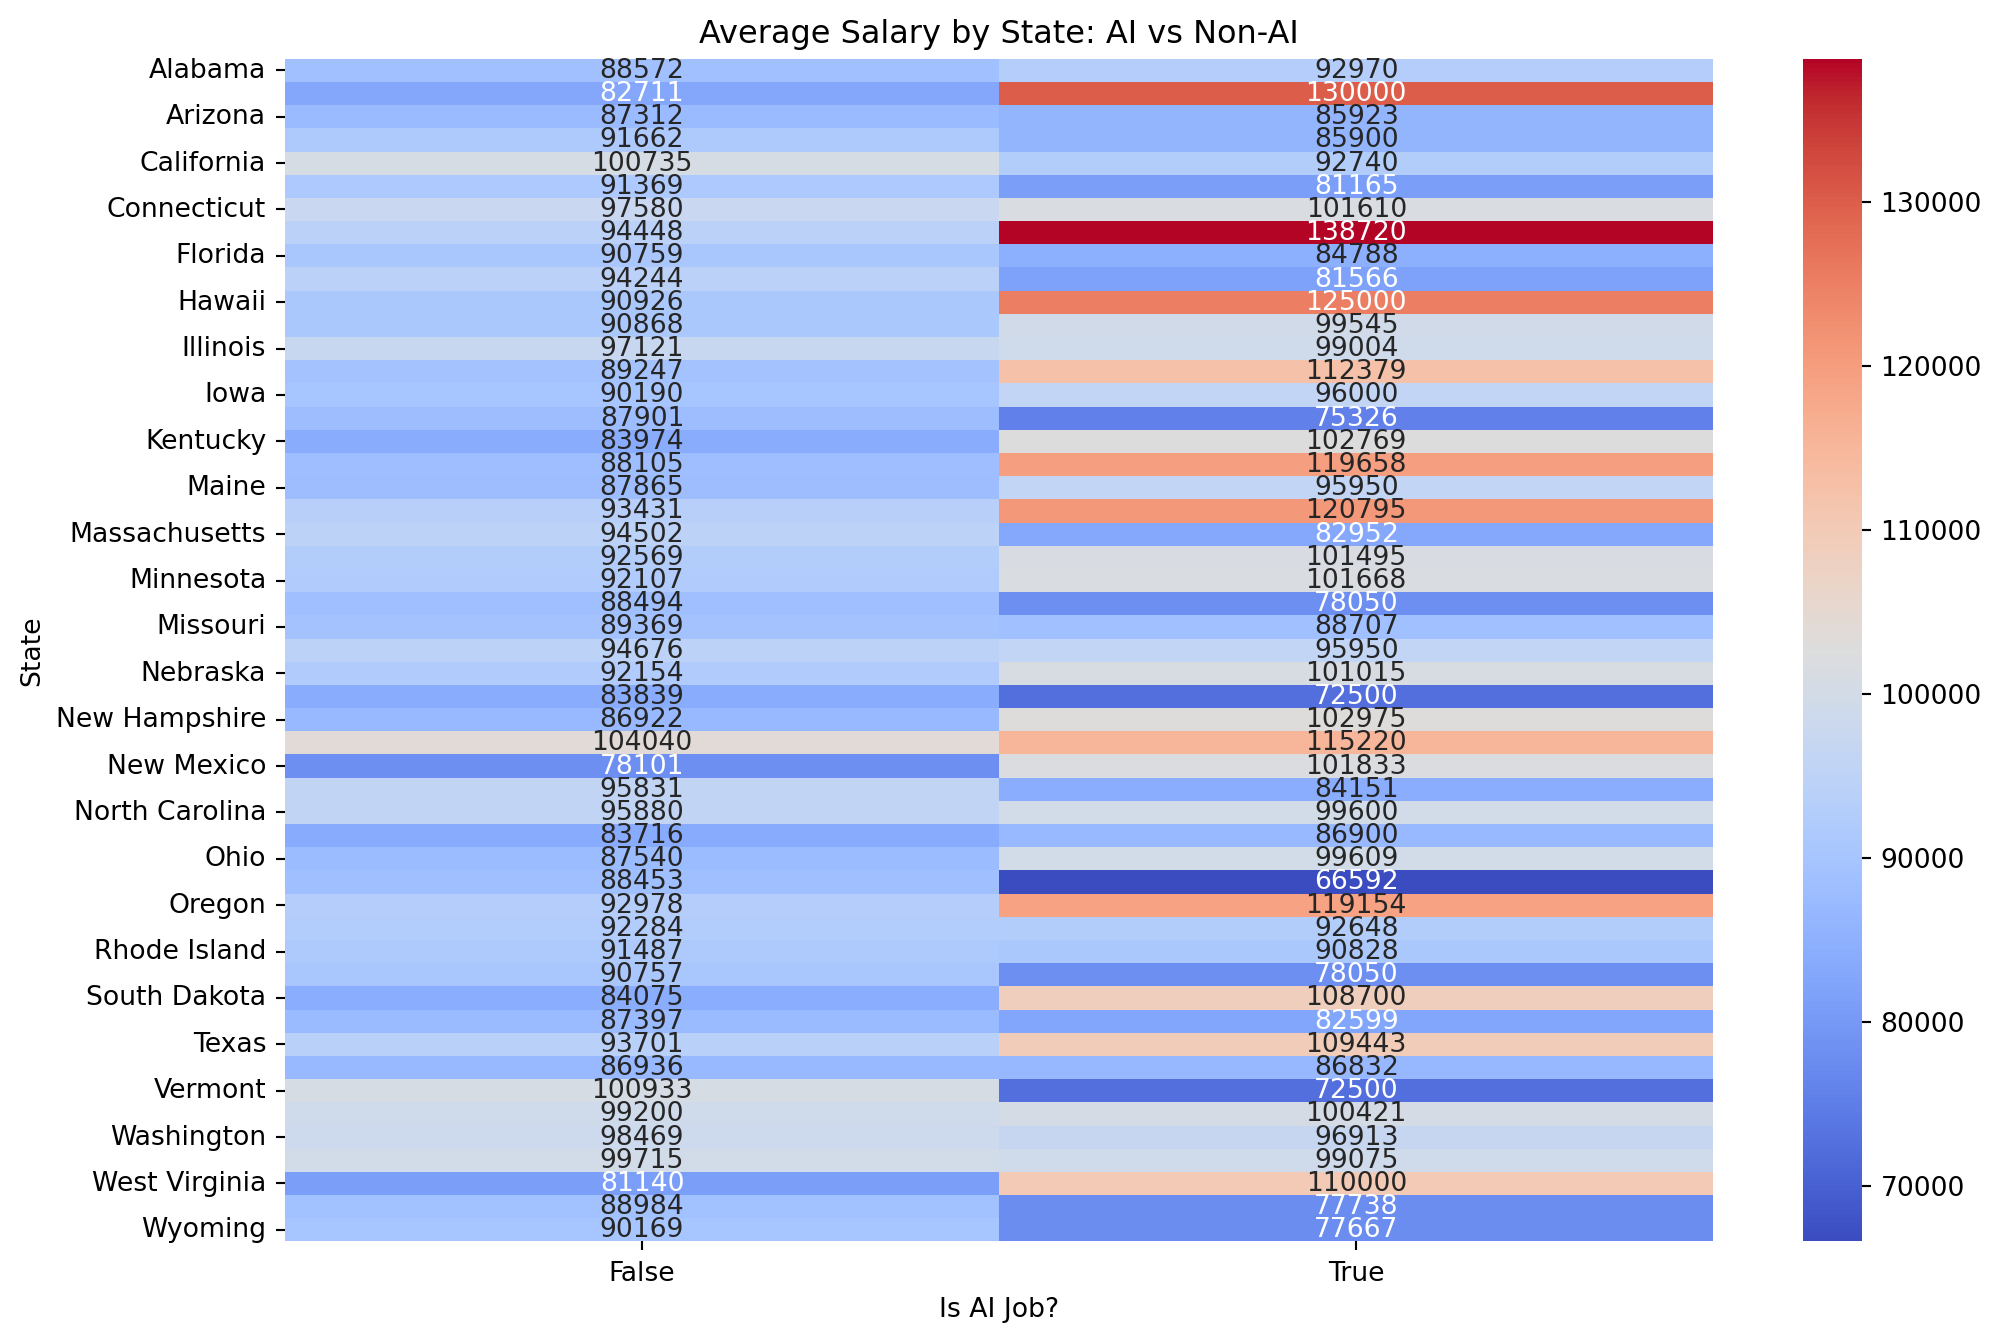 Average Salary by State: AI vs Non-AI
Alabama 88572 92970
82711 130000
Arizona 87312 85923
91662 85900
California 100735 92740
91369 81165
Connecticut 97580 101610
94448 138720
Florida 90759 84788
94244 81566
Hawaii 90926 125000
90868 99545
Illinois 97121 99004
89247 112379
Iowa 90190 96000
87901 75326
Kentucky 83974 102769
88105 119658
Maine 87865 95950
93431 120795
Massachusetts 94502 82952
92569 101495
Minnesota 92107 101668
88494 78050
Missouri 89369 88707
94676 95950
Nebraska 92154 101015
83839 72500
New Hampshire 86922 102975
104040 115220
New Mexico 78101 101833
95831 84151
North Carolina 95880 99600
83716 86900
Ohio 87540 99609
88453 66592
Oregon 92978 119154
92284 92648
Rhode Island 91487 90828
90757 78050
South Dakota 84075 108700
87397 82599
Texas 93701 109443
86936 86832
Vermont 100933 72500
99200 100421
Washington 98469 96913
99715 99075
West Virginia 81140 110000
88984 77738
Wyoming 90169 77667
False True
Is AI Job?
State
130000
120000
110000
100000
90000
80000
70000